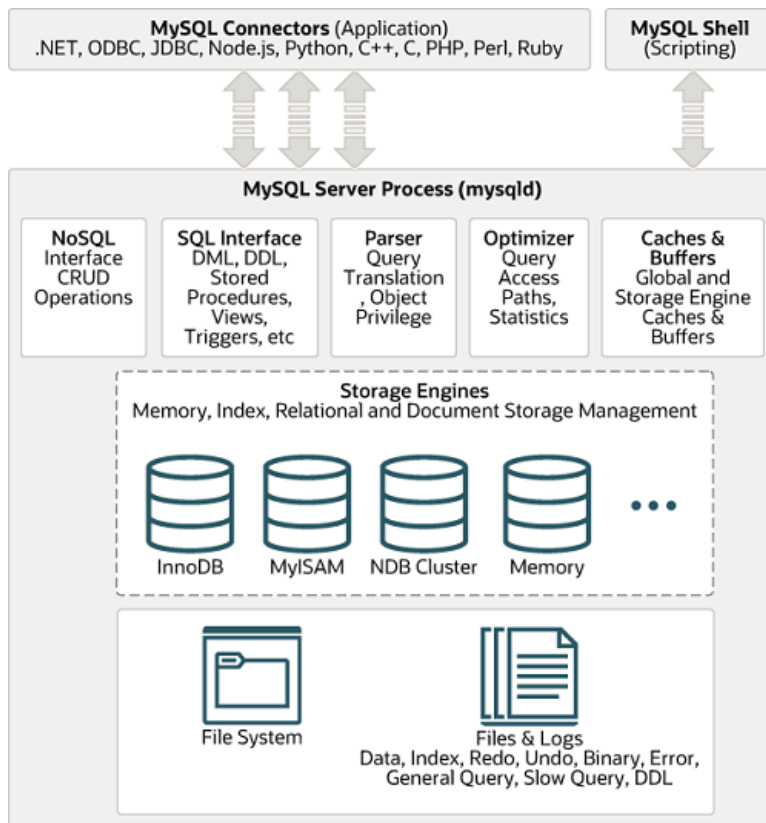 MySQL Connectors (Application)
.NET, ODBC, JDBC, Node.js, Python, C++, C, PHP, Perl, Ruby
MySQL Shell
(Scripting)
MySQL Server Process (mysqld)
NoSQL
Interface
CRUD
Operations
SQL Interface
DML, DDL,
Stored
Procedures,
Views,
Triggers, etc
Parser
Query
Translation
, Object
Privilege
Optimizer
Query
Access
Paths,
Statistics
Caches &
Buffers
Global and
Storage Engine
Caches &
Buffers
Storage Engines
Memory, Index, Relational and Document Storage Management
InnoDB
MyISAM
NDB Cluster
Memory
File System
Files & Logs
Data, Index, Redo, Undo, Binary, Error,
General Query, Slow Query, DDL